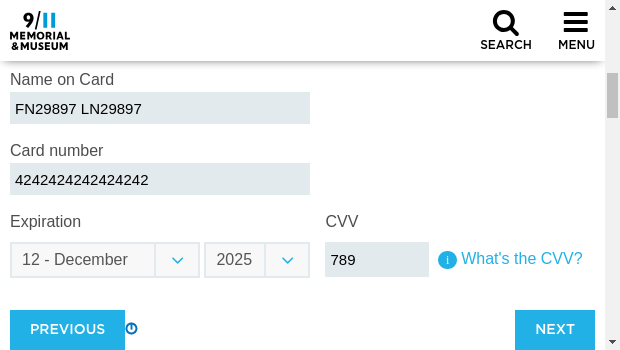 9/11
MEMORIAL
& MUSEUM
SEARCH
MENU
Name on Card
FN29897 LN29897
Card number
4242424242424242
Expiration
CVV
12 - December
2025
789
i What's the CVV?
PREVIOUS
NEXT